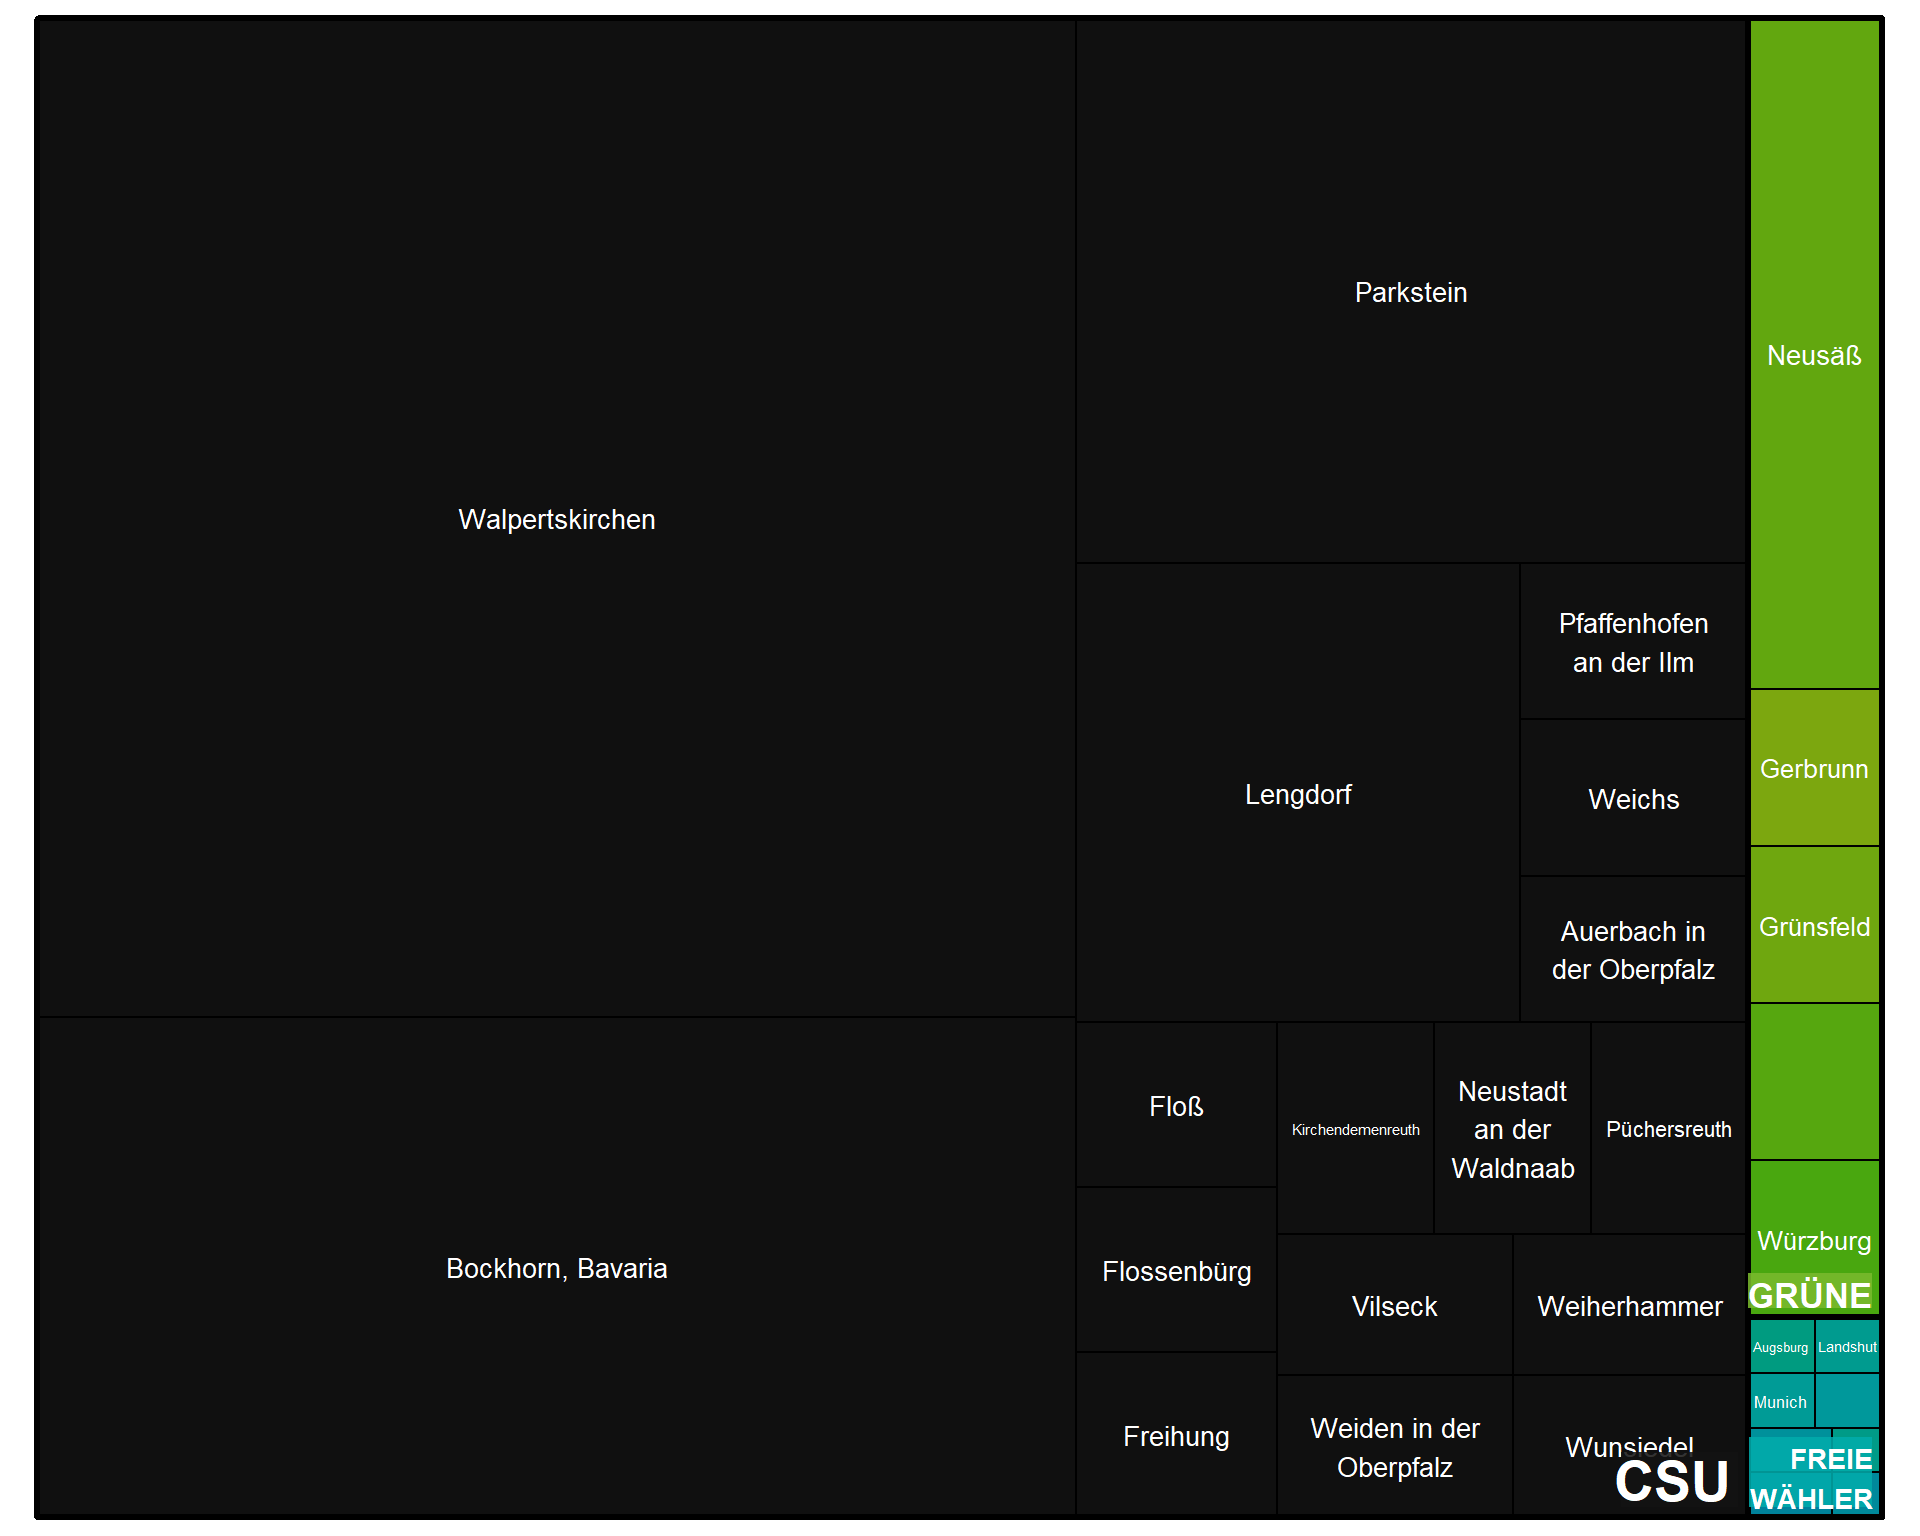 Walpertskirchen
Bockhorn, Bavaria
Parkstein
Lengdorf
Pfaffenhofen
an der Ilm
Weichs
Auerbach in
der Oberpfalz
Floß
Flossenbürg
Freihung
Kirchendemenreuth
Neustadt
an der
Waldnaab
Püchersreuth
Vilseck
Weiherhammer
Weiden in der
Oberpfalz
Wunsiedel
CSU
Neusäß
Gerbrunn
Grünsfeld
Würzburg
GRÜNE
Augsburg
Landshut
Munich
FREIE
WÄHLER